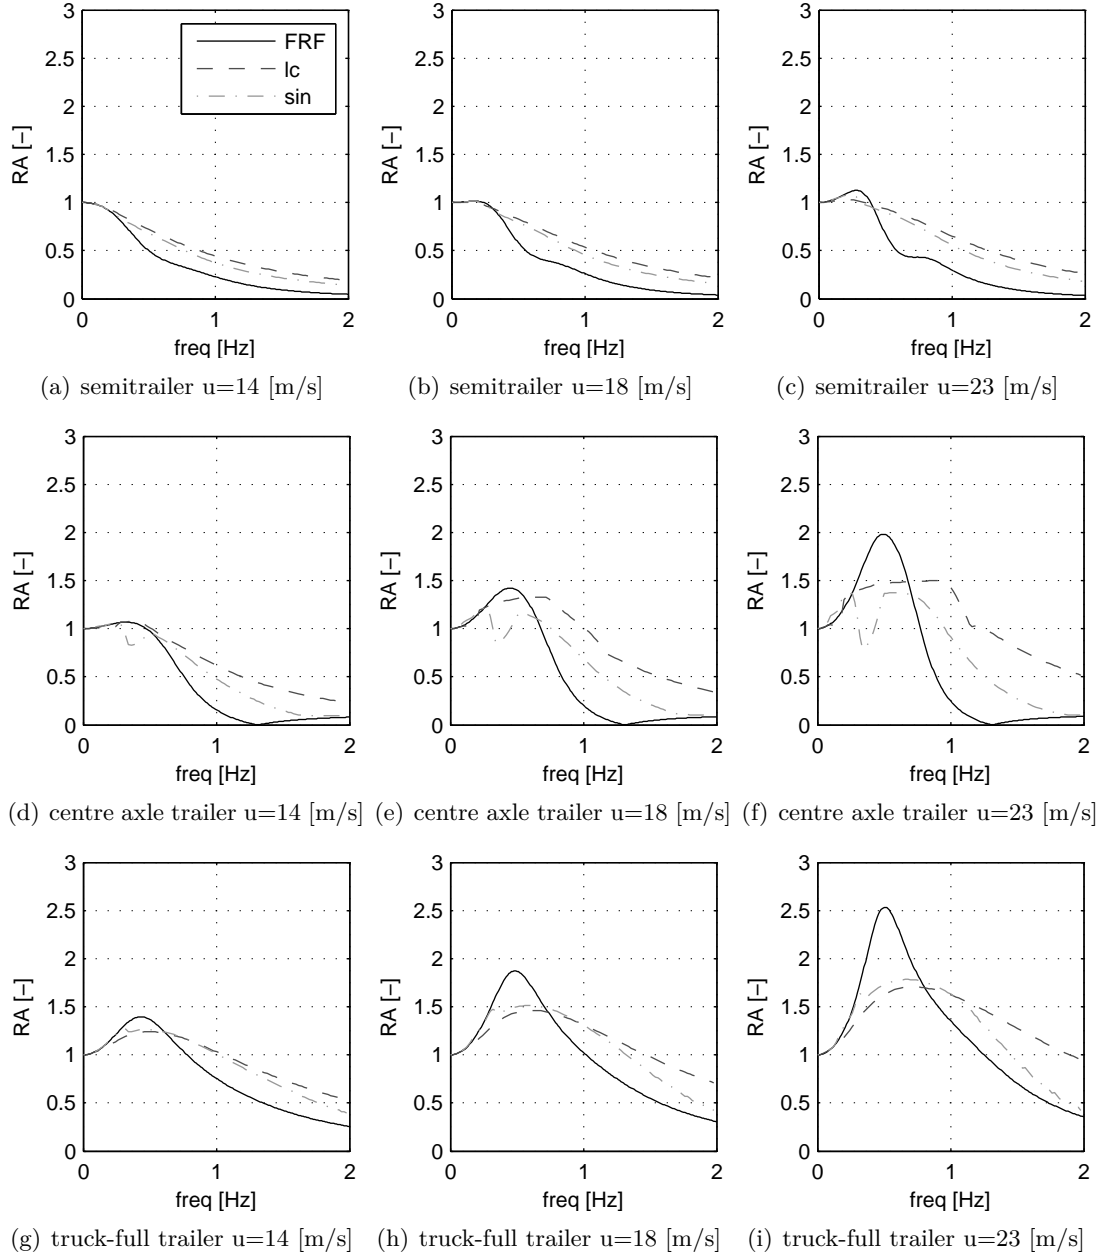 3
2.5
2
1.5
1
0.5
0
RA [−]
FRF
lc
sin
0 1 2
freq [Hz]
3
2.5
2
1.5
1
0.5
0
RA [−]
0 1 2
freq [Hz]
3
2.5
2
1.5
1
0.5
0
RA [−]
0 1 2
freq [Hz]
(a) semitrailer u=14 [m/s]
(b) semitrailer u=18 [m/s]
(c) semitrailer u=23 [m/s]
3
2.5
2
1.5
1
0.5
0
RA [−]
0 1 2
freq [Hz]
3
2.5
2
1.5
1
0.5
0
RA [−]
0 1 2
freq [Hz]
3
2.5
2
1.5
1
0.5
0
RA [−]
0 1 2
freq [Hz]
(d) centre axle trailer u=14 [m/s]
(e) centre axle trailer u=18 [m/s]
(f) centre axle trailer u=23 [m/s]
3
2.5
2
1.5
1
0.5
0
RA [−]
0 1 2
freq [Hz]
3
2.5
2
1.5
1
0.5
0
RA [−]
0 1 2
freq [Hz]
3
2.5
2
1.5
1
0.5
0
RA [−]
0 1 2
freq [Hz]
(g) truck-full trailer u=14 [m/s]
(h) truck-full trailer u=18 [m/s]
(i) truck-full trailer u=23 [m/s]